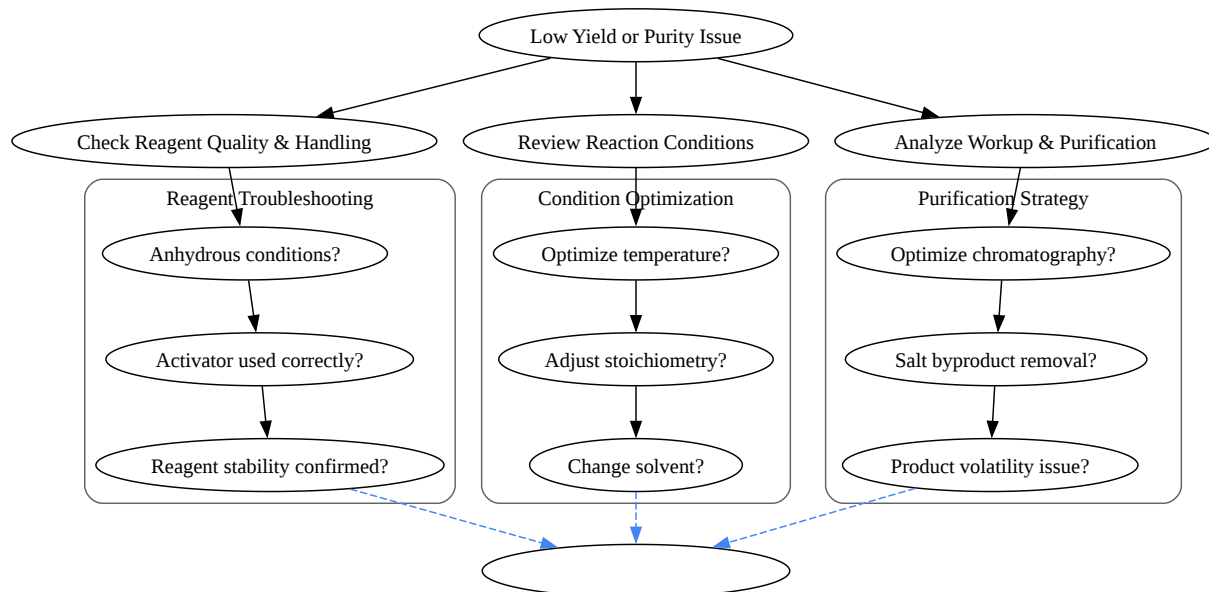 Low Yield or Purity Issue
Check Reagent Quality & Handling
Review Reaction Conditions
Analyze Workup & Purification
Reagent Troubleshooting
Condition Optimization
Purification Strategy
Anhydrous conditions?
Optimize temperature?
Optimize chromatography?
Activator used correctly?
Adjust stoichiometry?
Salt byproduct removal?
Reagent stability confirmed?
Change solvent?
Product volatility issue?